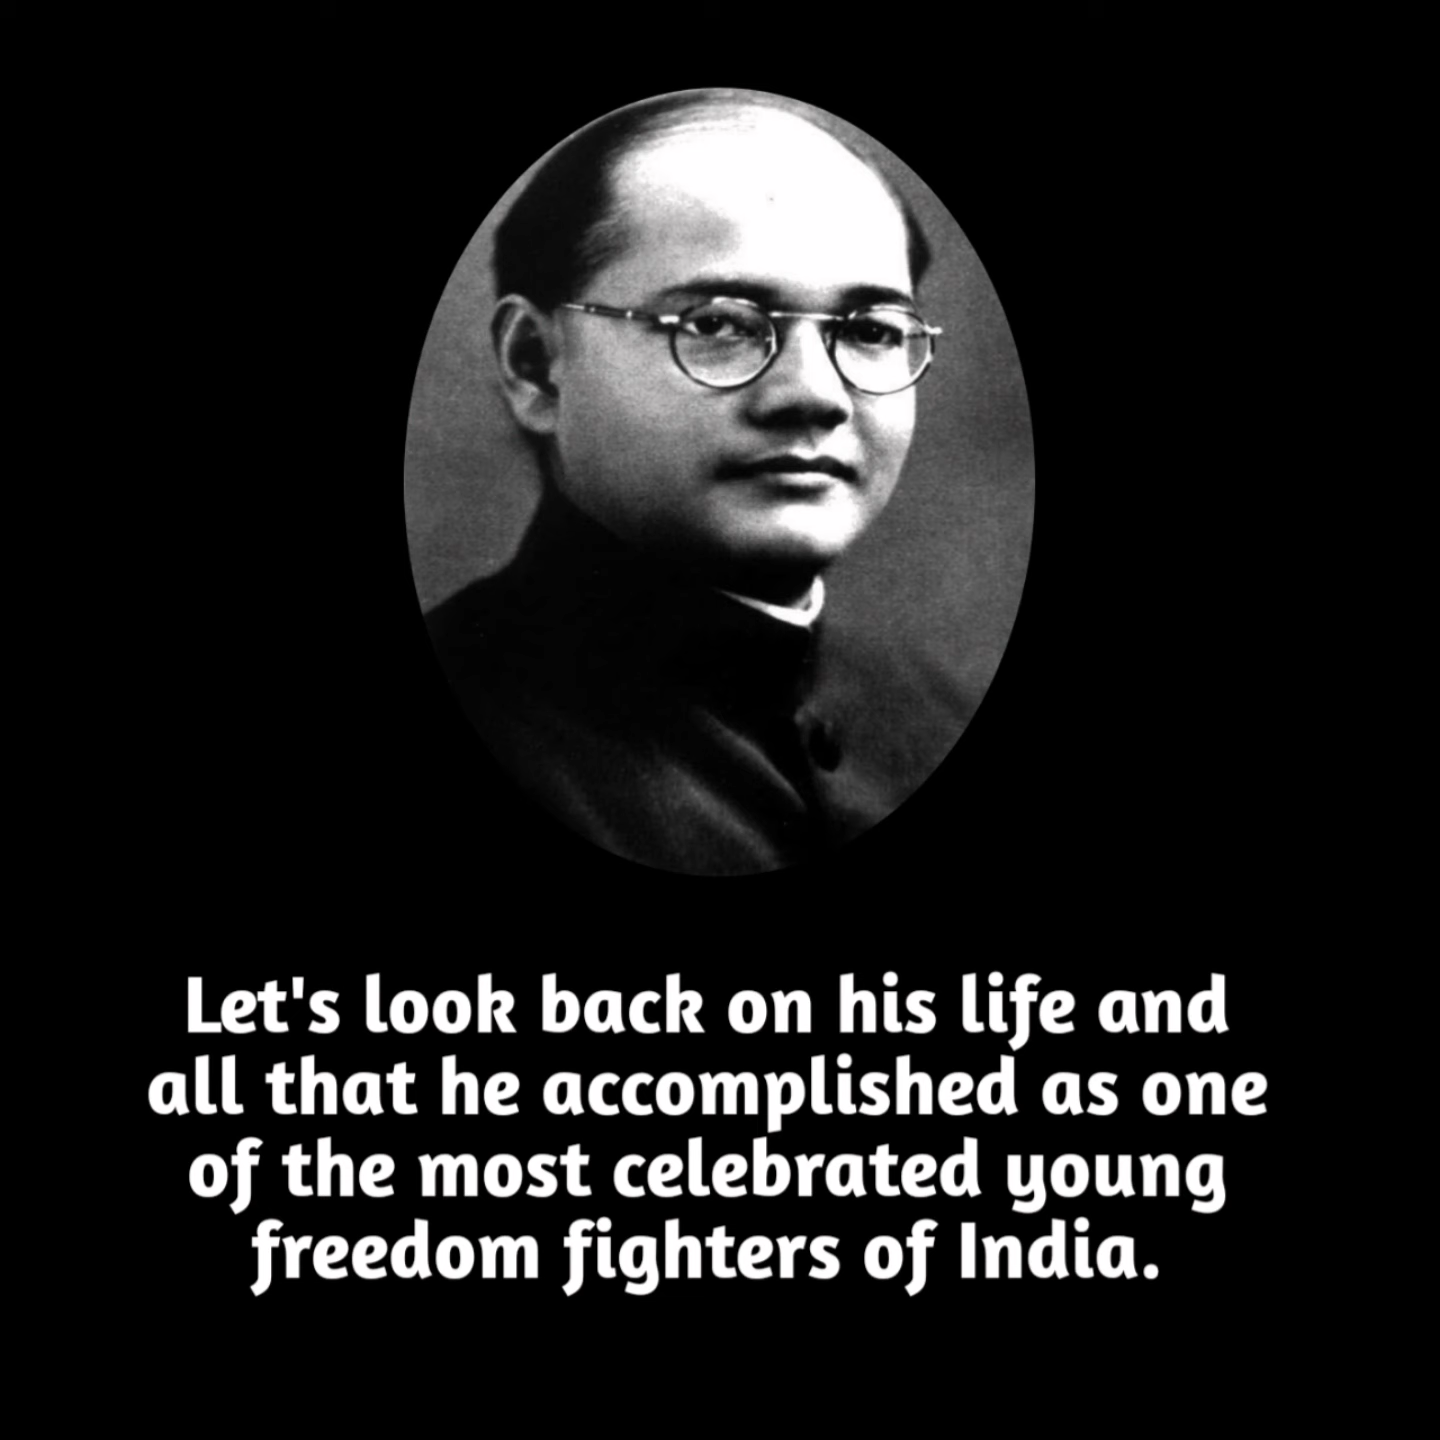 Let's look back on his life and
all that he accomplished as one
of the most celebrated young
freedom fighters of India.